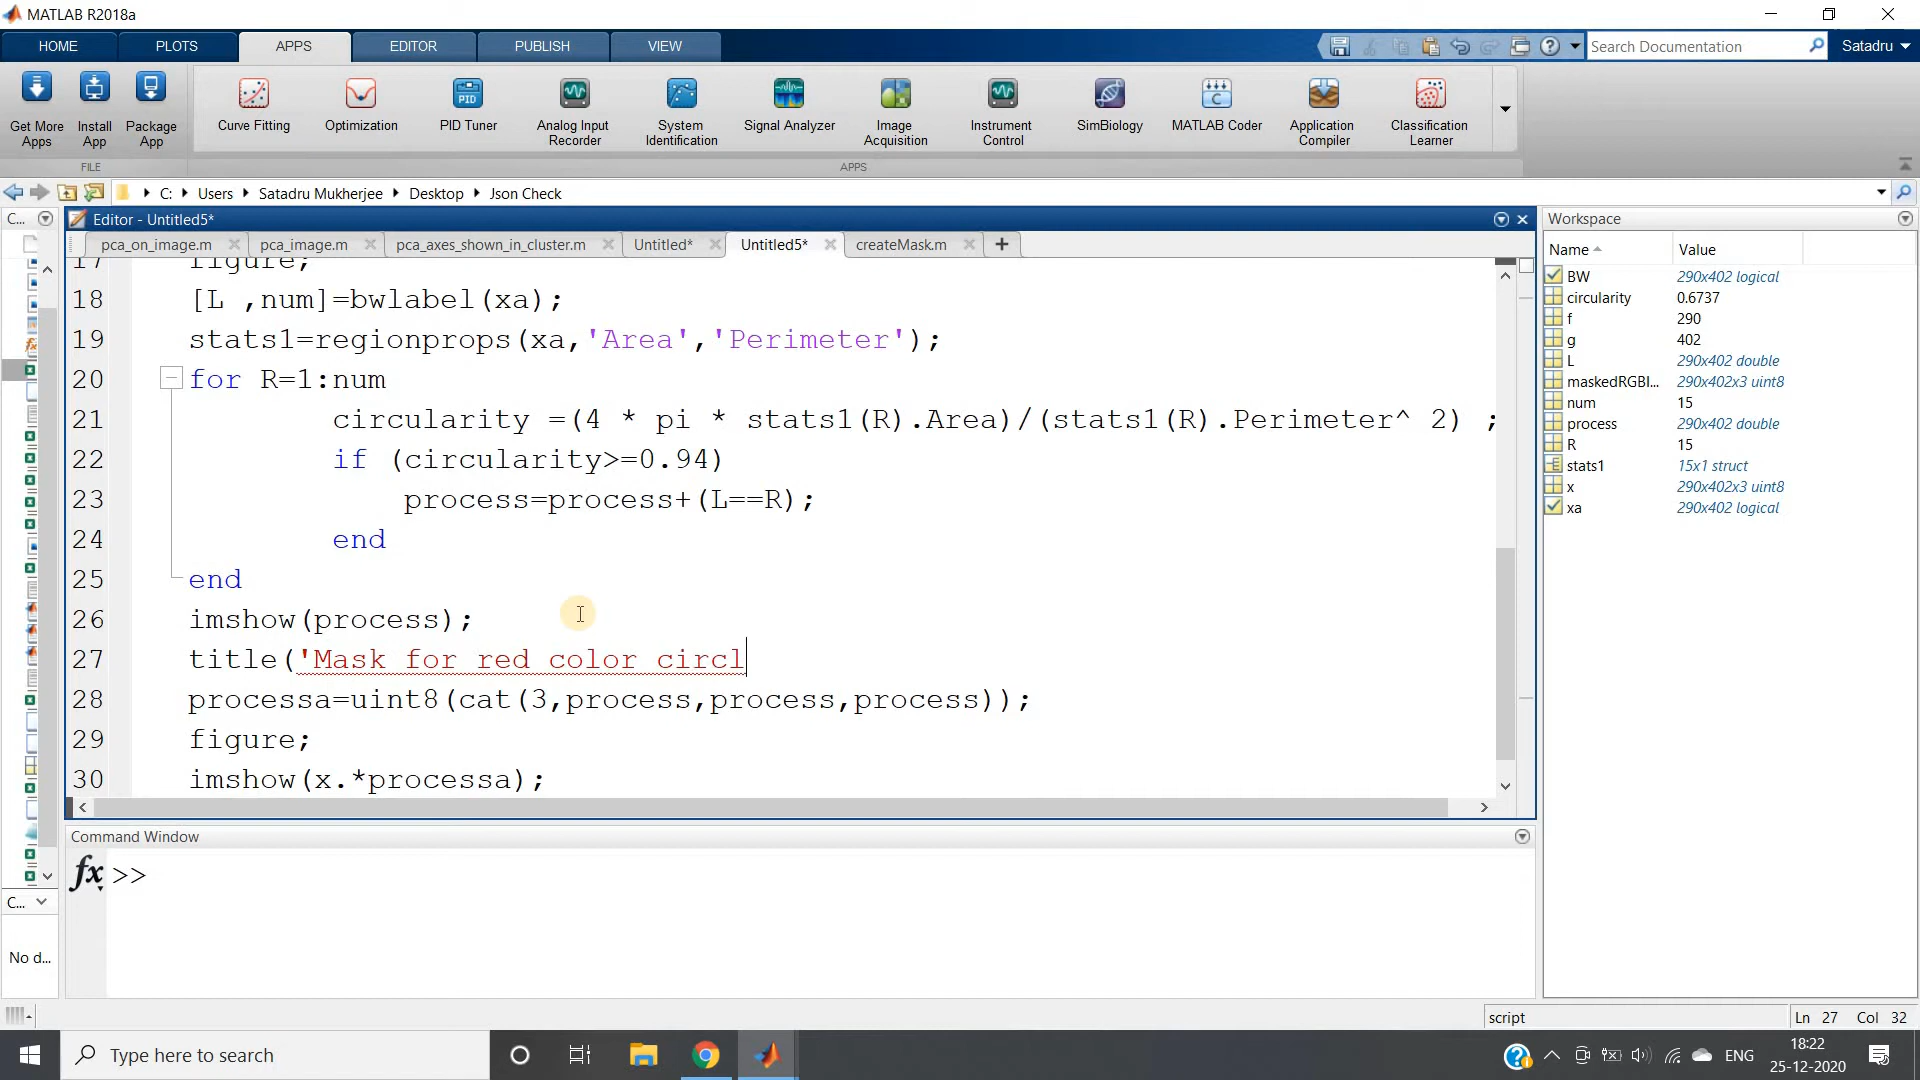 MATLAB R2018a
HOME PLOTS APPS EDITOR PUBLISH VIEW
Search Documentation
Satadru
Get More Apps
Install App
Package App
Curve Fitting
Optimization
PID Tuner
Analog Input Recorder
System Identification
Signal Analyzer
Image Acquisition
Instrument Control
SimBiology
MATLAB Coder
Application Compiler
Classification Learner
FILE
APPS
C: Users Satadru Mukherjee Desktop Json Check
C...
Editor - Untitled5*
Workspace
pca_on_image.m pca_image.m pca_axes_shown_in_cluster.m Untitled* Untitled5* createMask.m
Name Value
17 figure;
18 [L ,num]=bwlabel(xa);
19 stats1=regionprops(xa,'Area','Perimeter');
20 for R=1:num
21 circularity =(4 * pi * stats1(R).Area)/(stats1(R).Perimeter^ 2) ;
22 if (circularity>=0.94)
23 process=process+(L==R);
24 end
25 end
26 imshow(process);
27 title('Mask for red color circl
28 processa=uint8(cat(3,process,process,process));
29 figure;
30 imshow(x.*processa);
BW 290x402 logical
circularity 0.6737
f 290
g 402
L 290x402 double
maskedRGBI... 290x402x3 uint8
num 15
process 290x402 double
R 15
stats1 15x1 struct
x 290x402x3 uint8
xa 290x402 logical
Command Window
fx >>
C...
No d...
script Ln 27 Col 32
Type here to search
PID
C
ENG
18:22
25-12-2020